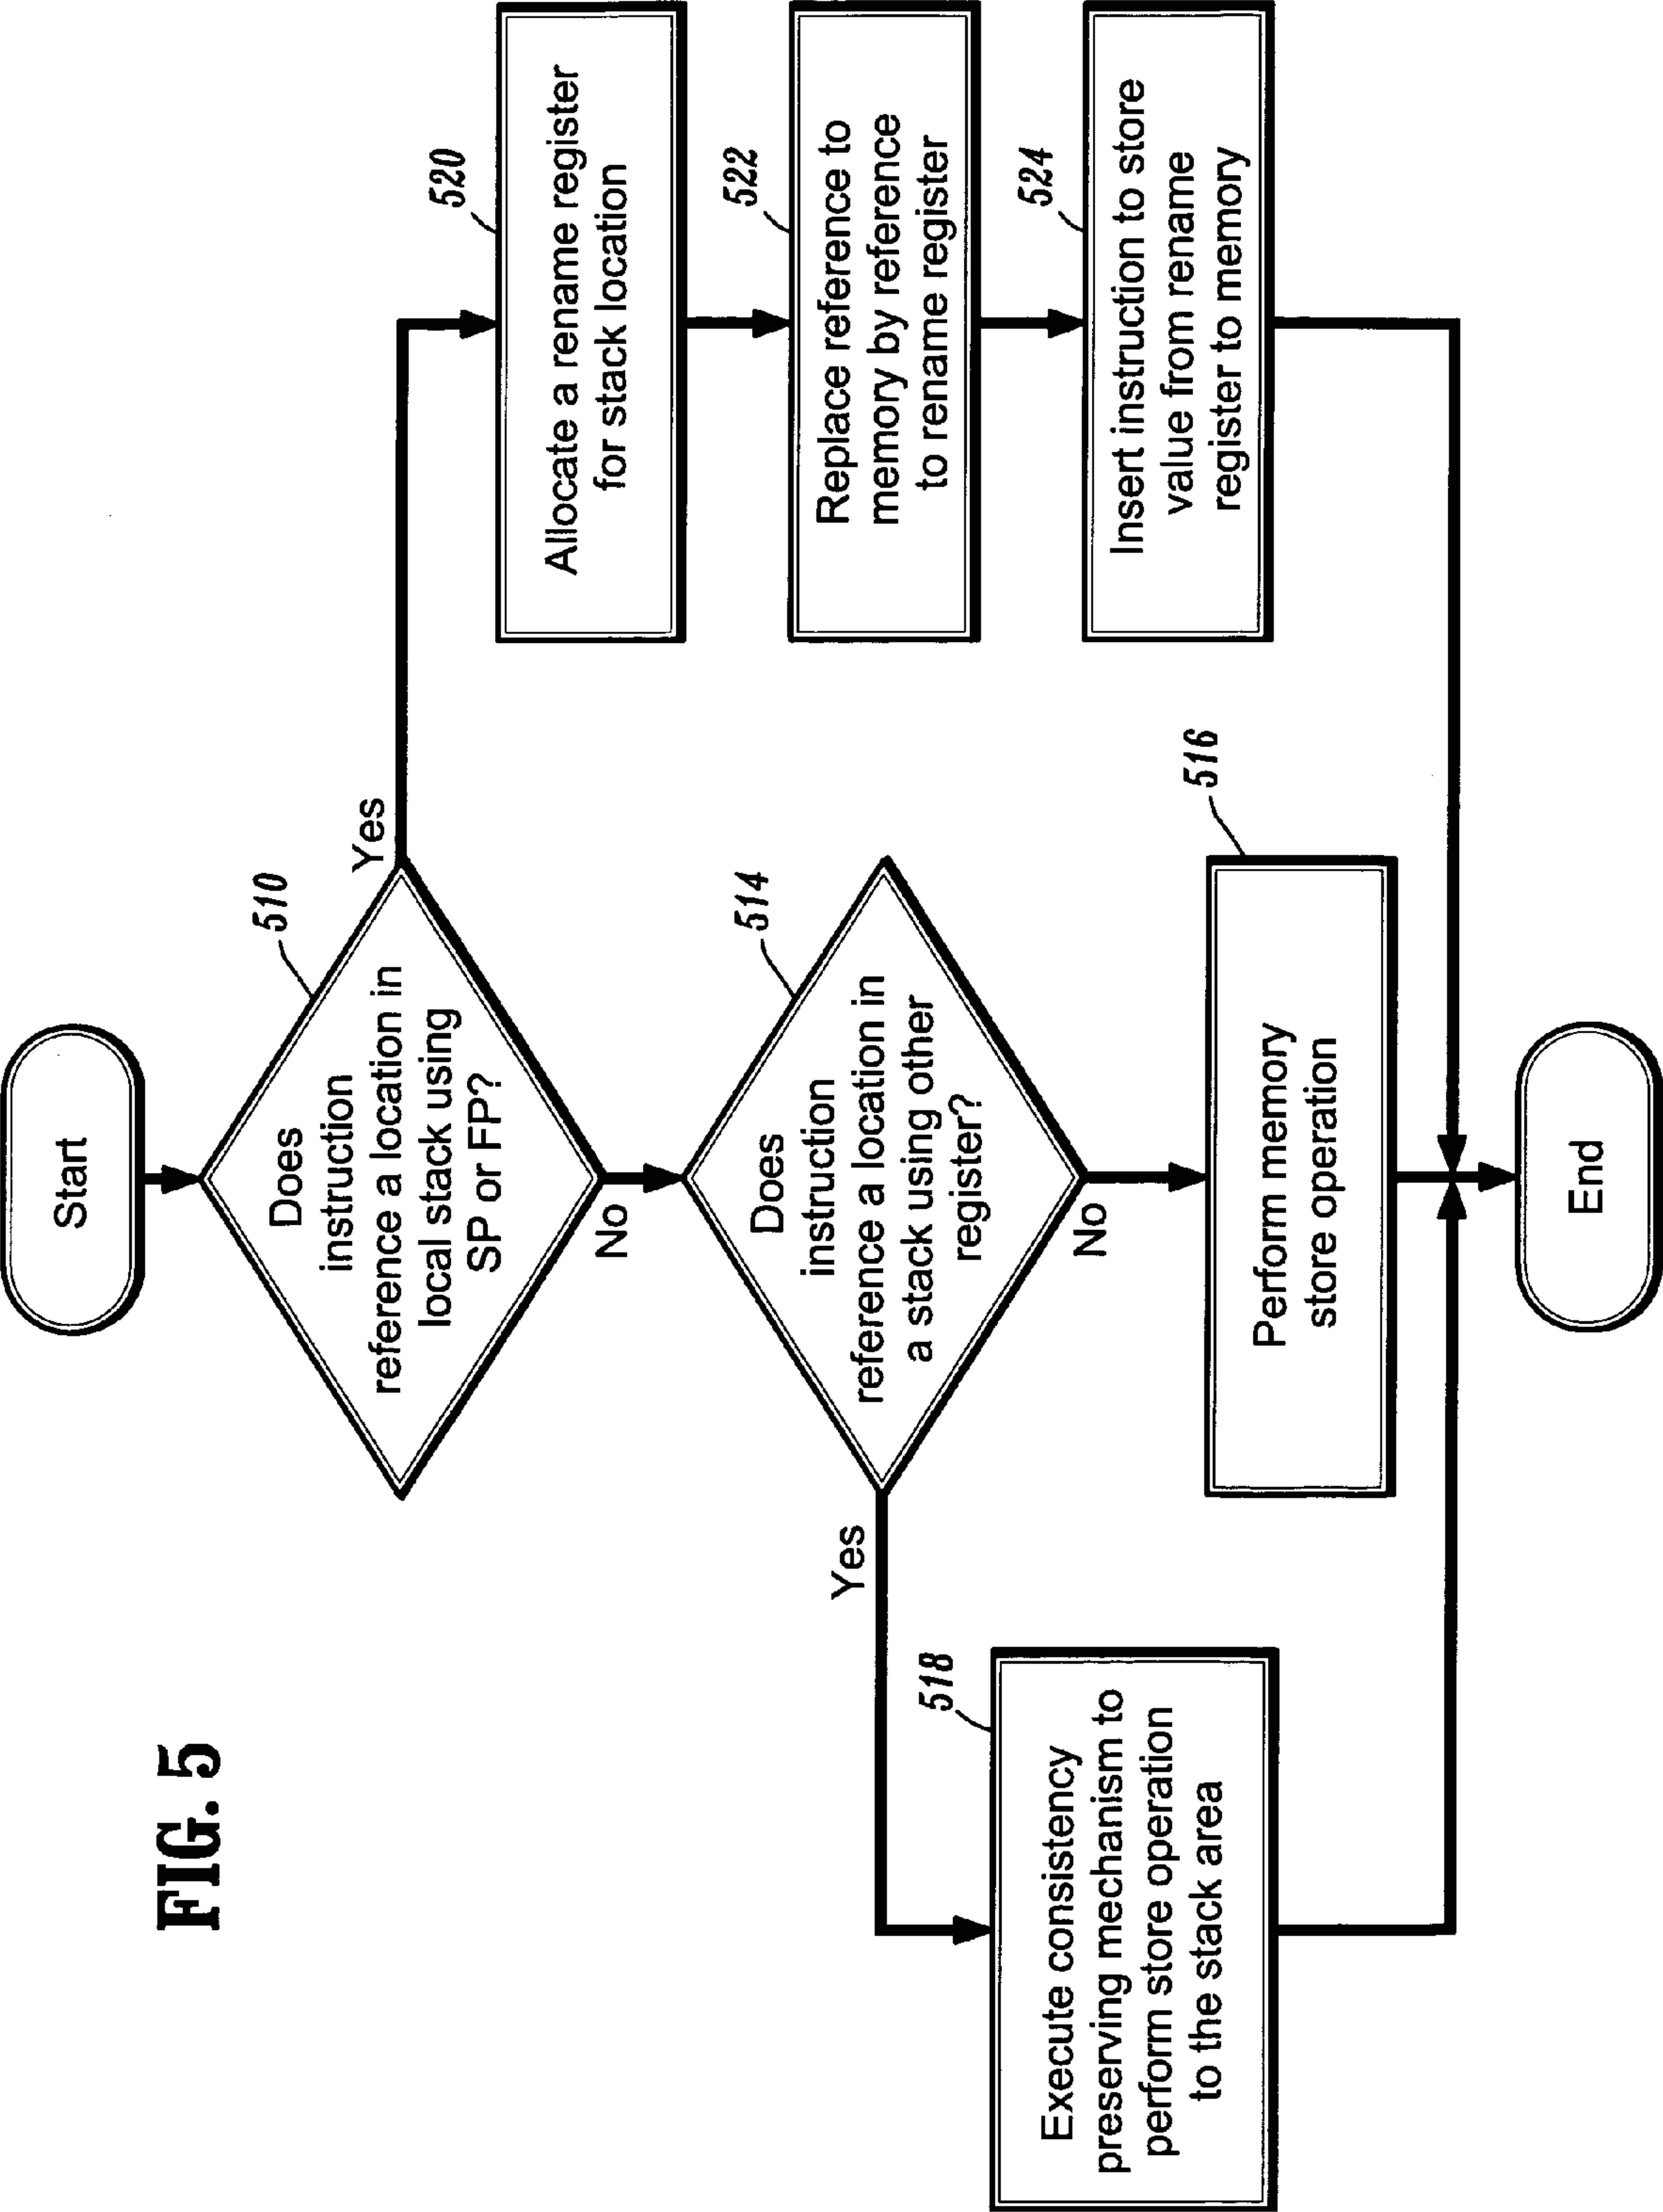 FIG. 5
Start
510
Does
instruction
reference a location in
local stack using
SP or FP?
Yes
No
520
Allocate a rename register
for stack location
522
Replace reference to
memory by reference
to rename register
524
Insert instruction to store
value from rename
register to memory
514
Does
instruction
reference a location in
a stack using other
register?
Yes
No
518
Execute consistency
preserving mechanism to
perform store operation
to the stack area
516
Perform memory
store operation
End